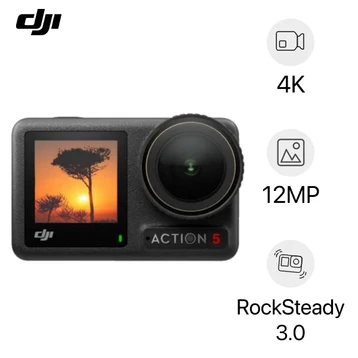 dji
4K
12MP
dji
ACTION 5
RockSteady
3.0